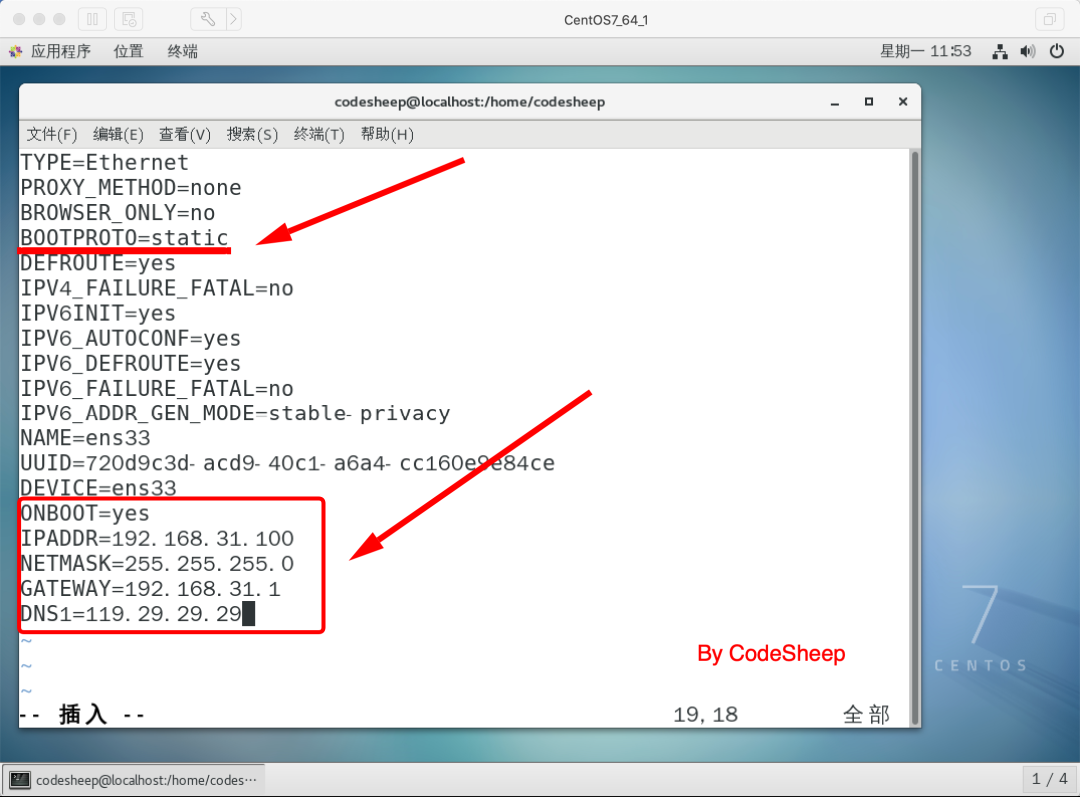 CentOS7_64_1
应用程序 位置 终端 星期一 11:53
codesheep@localhost:/home/codesheep
文件(F) 编辑(E) 查看(V) 搜索(S) 终端(T) 帮助(H)
TYPE=Ethernet
PROXY_METHOD=none
BROWSER_ONLY=no
BOOTPROTO=static
DEFROUTE=yes
IPV4_FAILURE_FATAL=no
IPV6INIT=yes
IPV6_AUTOCONF=yes
IPV6_DEFROUTE=yes
IPV6_FAILURE_FATAL=no
IPV6_ADDR_GEN_MODE=stable-privacy
NAME=ens33
UUID=720d9c3d-acd9-40c1-a6a4-cc160e9e84ce
DEVICE=ens33
ONBOOT=yes
IPADDR=192.168.31.100
NETMASK=255.255.255.0
GATEWAY=192.168.31.1
DNS1=119.29.29.29
~
~
~
By CodeSheep
7
CENTOS
-- 插入 -- 19,18 全部
codesheep@localhost:/home/codes… 1 / 4